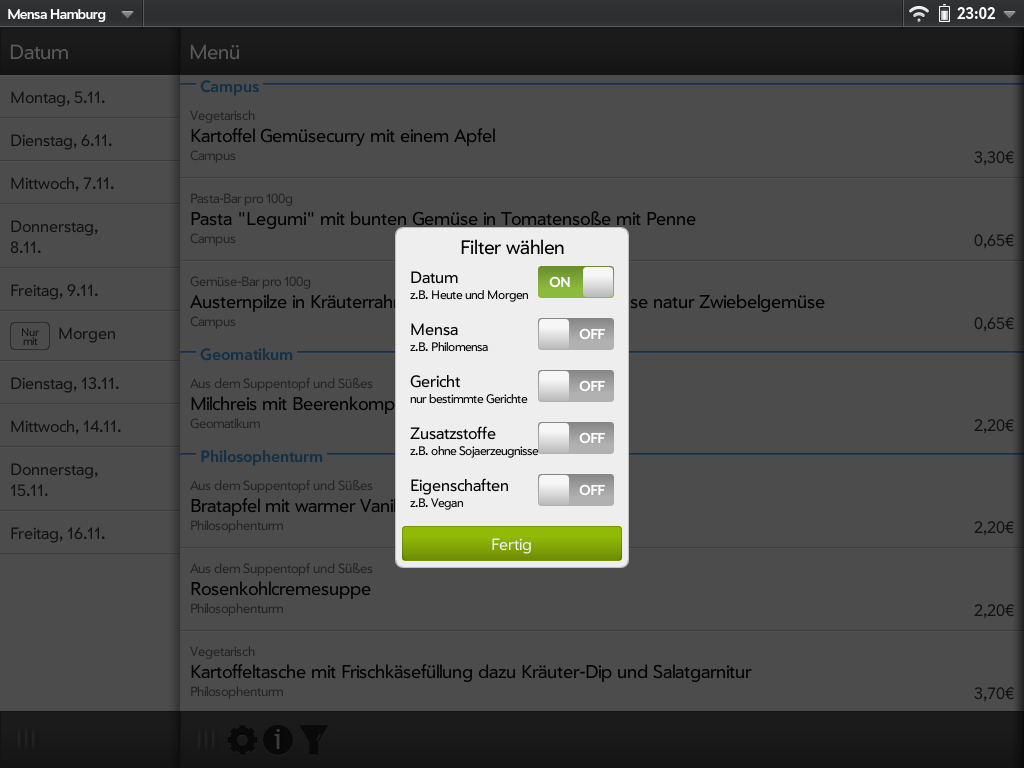 Mensa Hamburg
23:02
Datum
Menü
Montag, 5.11.
Dienstag, 6.11.
Mittwoch, 7.11.
Donnerstag,
8.11.
Freitag, 9.11.
Nur
mit
Morgen
Dienstag, 13.11.
Mittwoch, 14.11.
Donnerstag,
15.11.
Freitag, 16.11.
Campus
Vegetarisch
Kartoffel Gemüsecurry mit einem Apfel
Campus
3,30€
Pasta-Bar pro 100g
Pasta "Legumi" mit bunten Gemüse in Tomatensoße mit Penne
Campus
0,65€
Gemüse-Bar pro 100g
Austernpilze in Kräuterrahm se natur Zwiebelgemüse
Campus
0,65€
Geomatikum
Aus dem Suppentopf und Süßes
Milchreis mit Beerenkomp
Geomatikum
2,20€
Philosophenturm
Aus dem Suppentopf und Süßes
Bratapfel mit warmer Vanil
Philosophenturm
2,20€
Aus dem Suppentopf und Süßes
Rosenkohlcremesuppe
Philosophenturm
2,20€
Vegetarisch
Kartoffeltasche mit Frischkäsefüllung dazu Kräuter-Dip und Salatgarnitur
Philosophenturm
3,70€
Filter wählen
Datum
z.B. Heute und Morgen
ON
Mensa
z.B. Philomensa
OFF
Gericht
nur bestimmte Gerichte
OFF
Zusatzstoffe
z.B. ohne Sojaerzeugnisse
OFF
Eigenschaften
z.B. Vegan
OFF
Fertig